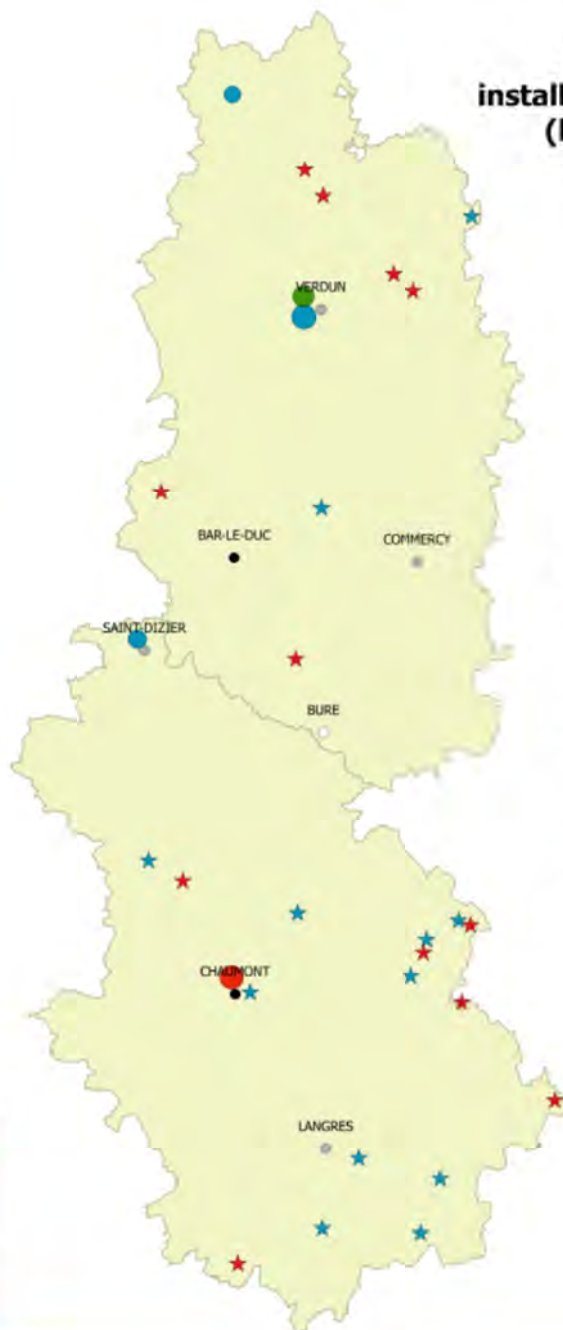 install
(
VERDUN
BAR-LE-DUC
COMMERCY
SAINT-DIZIER
BURE
CHAUMONT
LANGRES